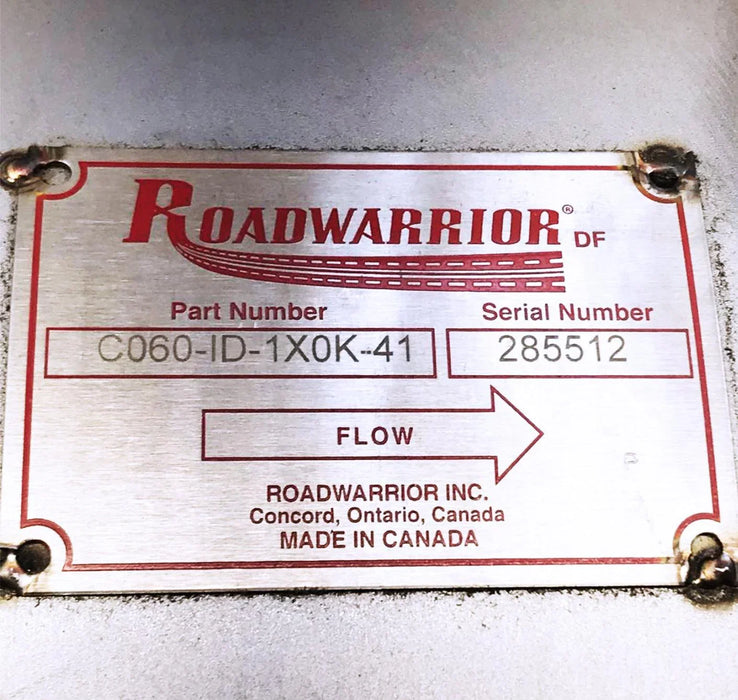 ROADWARRIOR® DF
Part Number Serial Number
C060-ID-1X0K-41 285512
FLOW
ROADWARRIOR INC.
Concord, Ontario, Canada
MADE IN CANADA